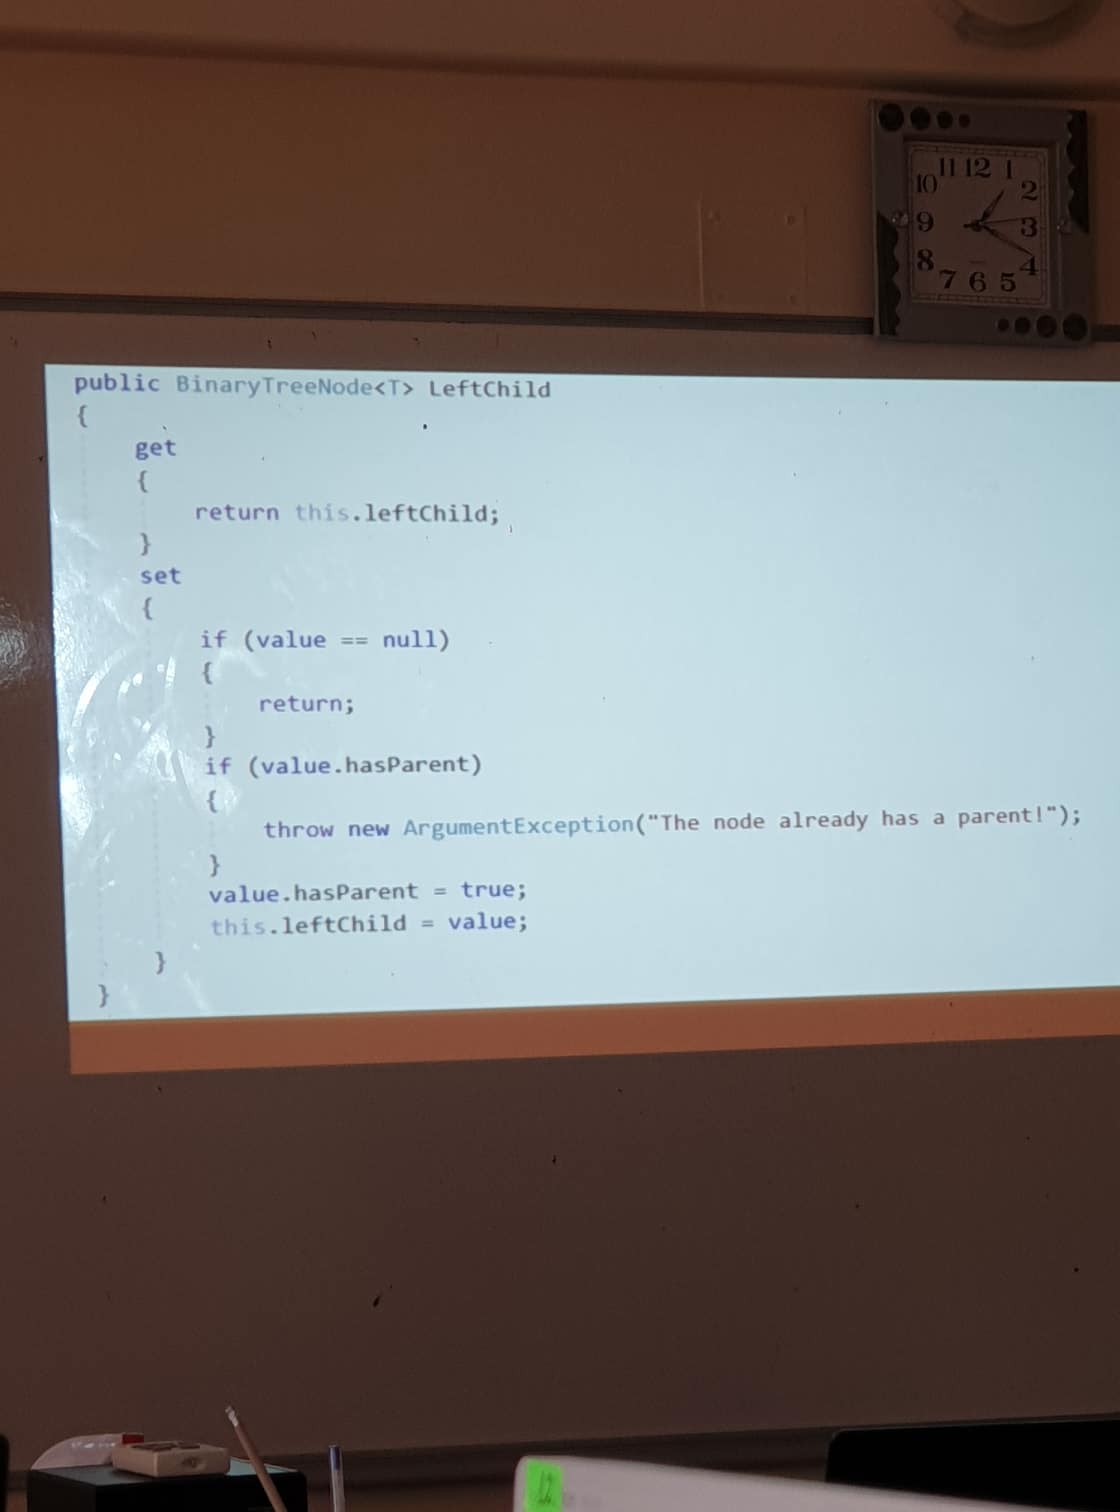 11 12 1
10 2
9 3
8 4
7 6 5
public BinaryTreeNode<T> LeftChild
{
get
{
return this.leftChild;
}
set
{
if (value == null)
{
return;
}
if (value.hasParent)
{
throw new ArgumentException("The node already has a parent!");
}
value.hasParent = true;
this.leftChild = value;
}
}
12